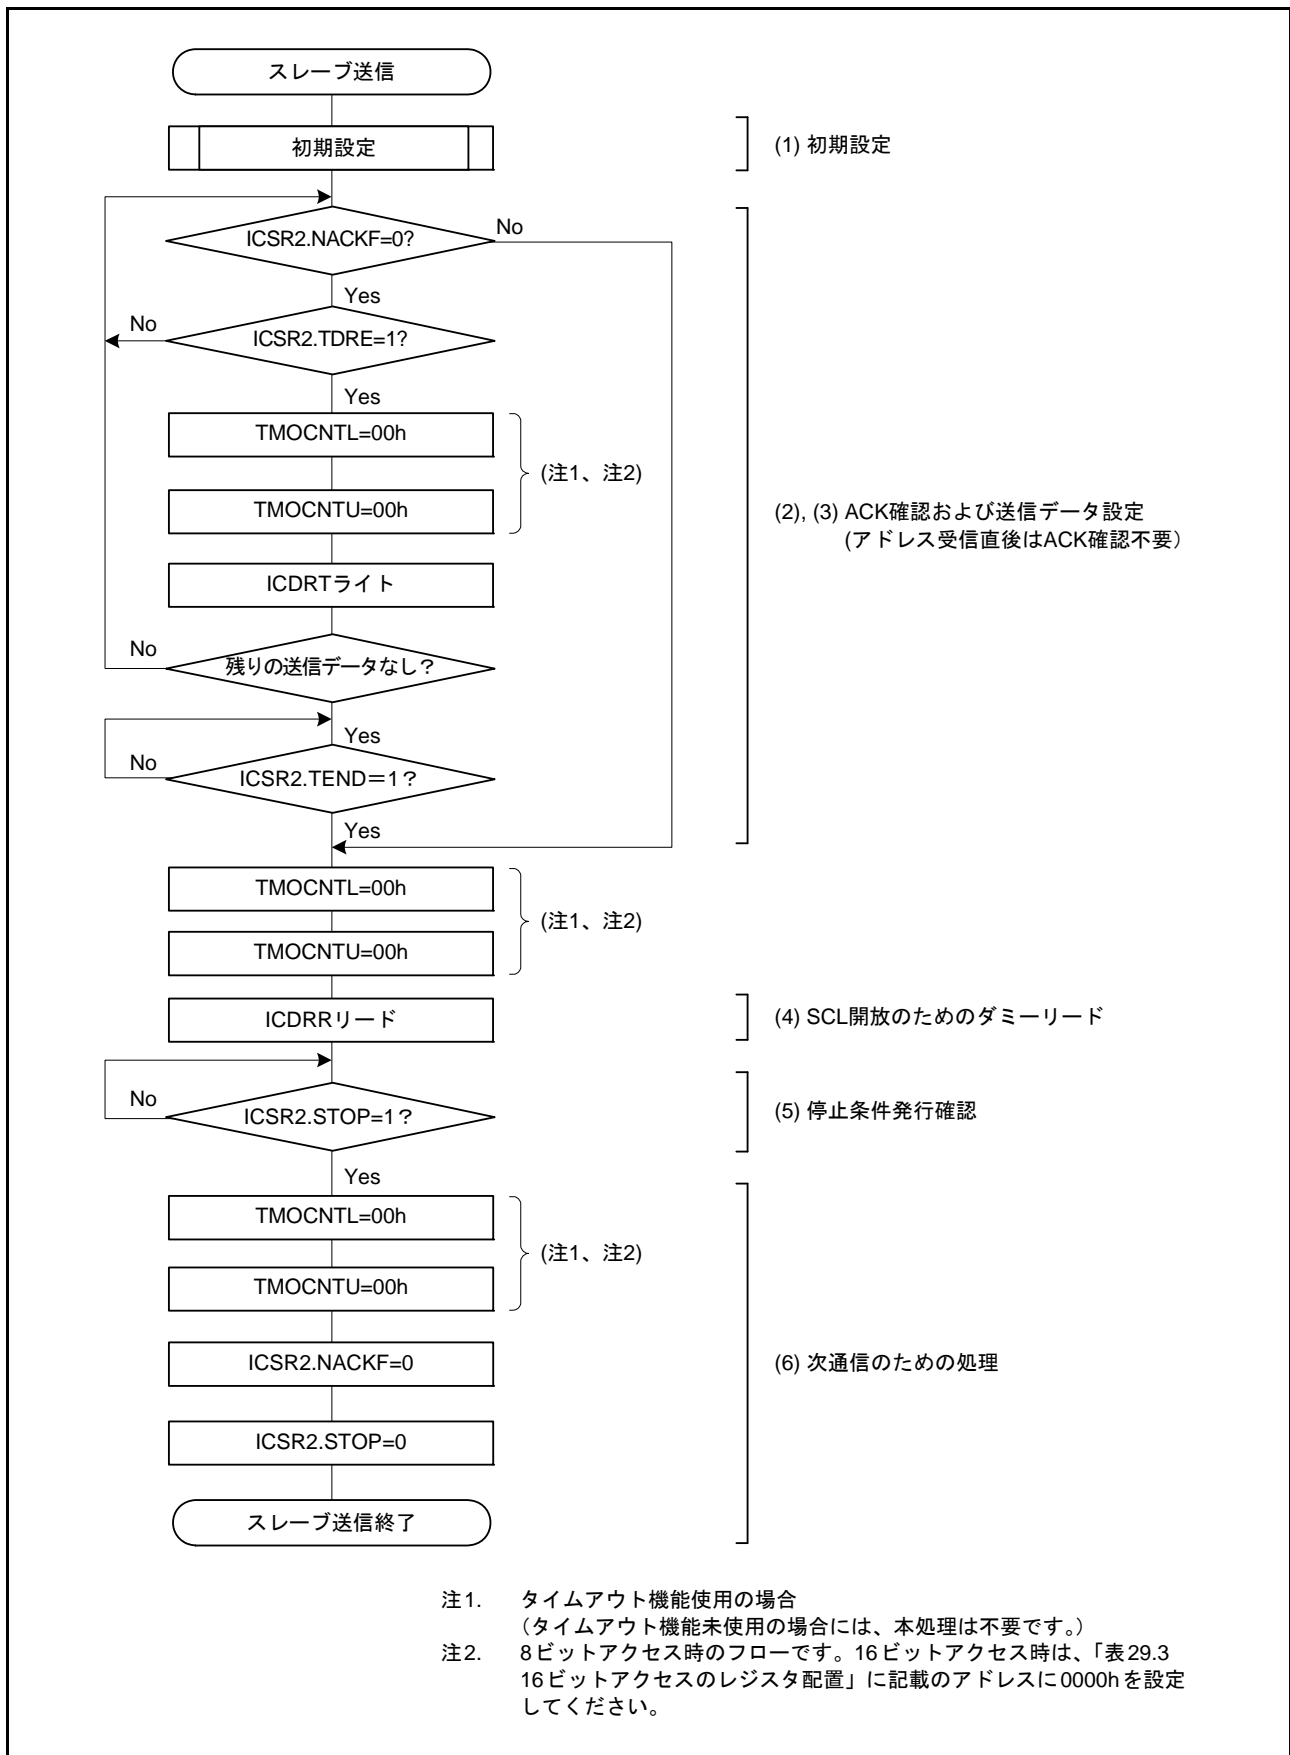 スレーブ送信
初期設定
(1) 初期設定
ICSR2.NACKF=0?
No
Yes
No
ICSR2.TDRE=1?
Yes
TMOCNTL=00h
(注1、注2)
TMOCNTU=00h
(2), (3) ACK確認および送信データ設定
(アドレス受信直後はACK確認不要）
ICDRTライト
No
残りの送信データなし？
Yes
No
ICSR2.TEND＝1？
Yes
TMOCNTL=00h
(注1、注2)
TMOCNTU=00h
ICDRRリード
(4) SCL開放のためのダミーリード
No
ICSR2.STOP=1？
(5) 停止条件発行確認
Yes
TMOCNTL=00h
(注1、注2)
TMOCNTU=00h
ICSR2.NACKF=0
(6) 次通信のための処理
ICSR2.STOP=0
スレーブ送信終了
注1. タイムアウト機能使用の場合
（タイムアウト機能未使用の場合には、本処理は不要です。）
注2. 8ビットアクセス時のフローです。16ビットアクセス時は、「表29.3
16ビットアクセスのレジスタ配置」に記載のアドレスに0000hを設定
してください。